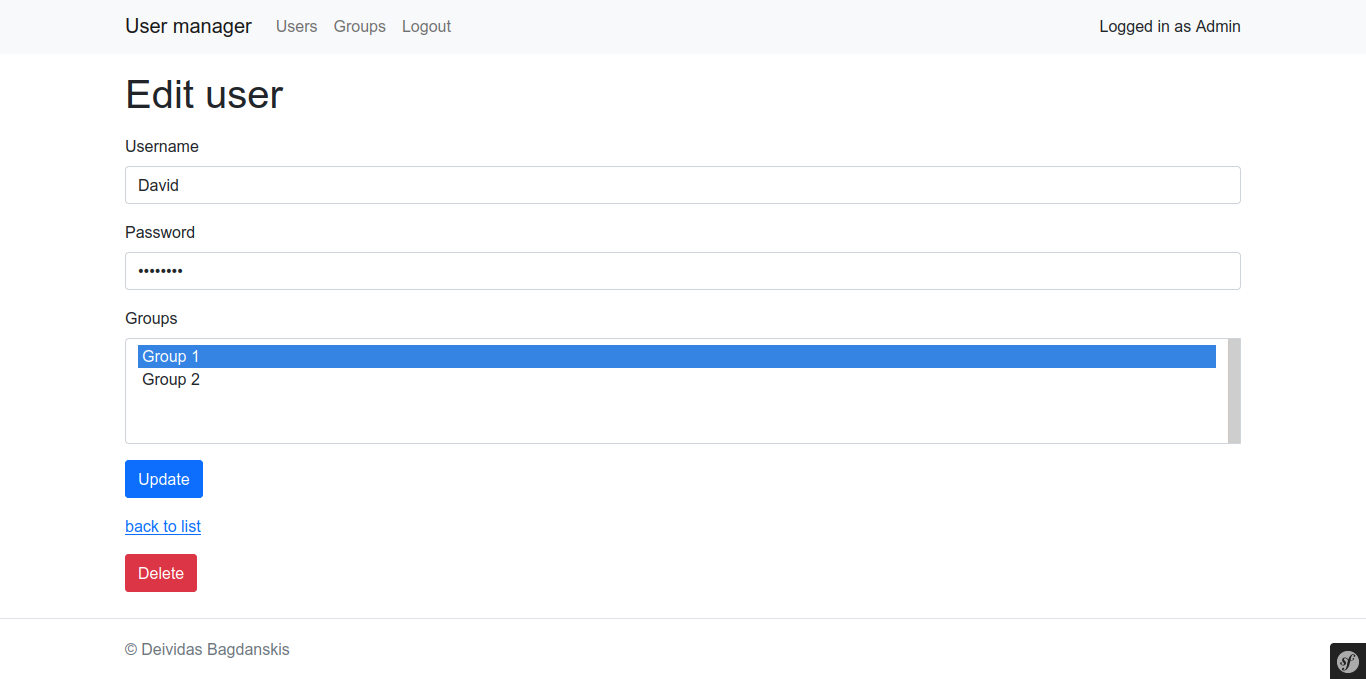 User manager Users Groups Logout Logged in as Admin
Edit user
Username
David
Password
••••••••
Groups
Group 1
Group 2
Update
back to list
Delete
© Deividas Bagdanskis
sf